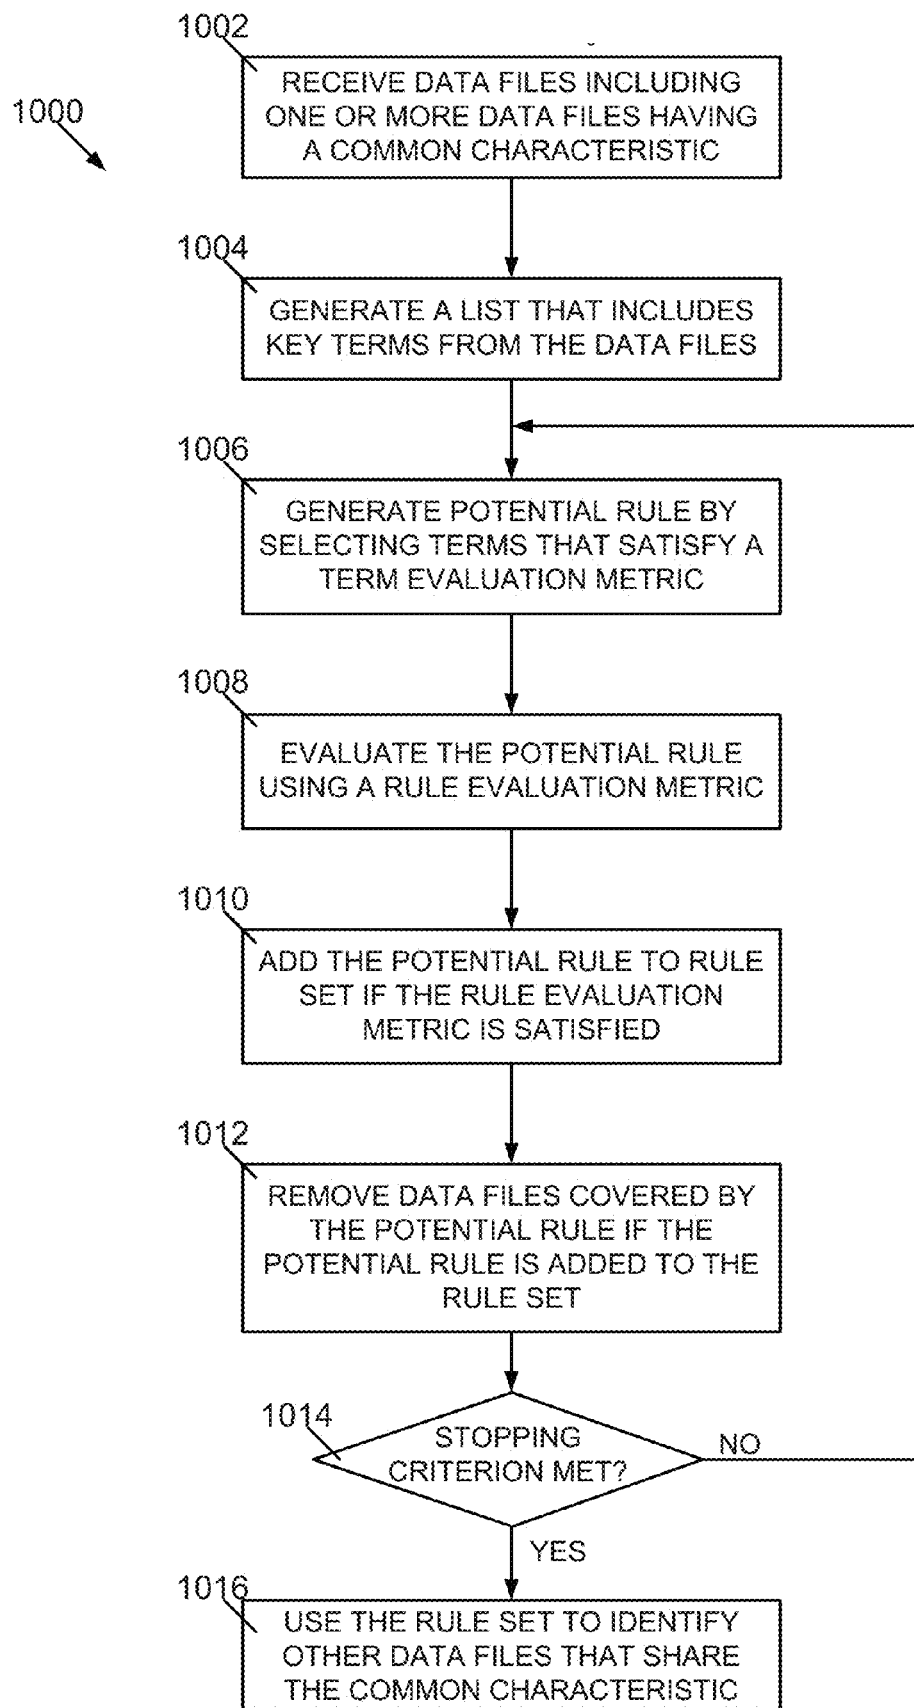 1002
RECEIVE DATA FILES INCLUDING
ONE OR MORE DATA FILES HAVING
A COMMON CHARACTERISTIC
1000
1004
GENERATE A LIST THAT INCLUDES
KEY TERMS FROM THE DATA FILES
1006
GENERATE POTENTIAL RULE BY
SELECTING TERMS THAT SATISFY A
TERM EVALUATION METRIC
1008
EVALUATE THE POTENTIAL RULE
USING A RULE EVALUATION METRIC
1010
ADD THE POTENTIAL RULE TO RULE
SET IF THE RULE EVALUATION
METRIC IS SATISFIED
1012
REMOVE DATA FILES COVERED BY
THE POTENTIAL RULE IF THE
POTENTIAL RULE IS ADDED TO THE
RULE SET
1014
STOPPING
CRITERION MET?
NO
YES
1016
USE THE RULE SET TO IDENTIFY
OTHER DATA FILES THAT SHARE
THE COMMON CHARACTERISTIC